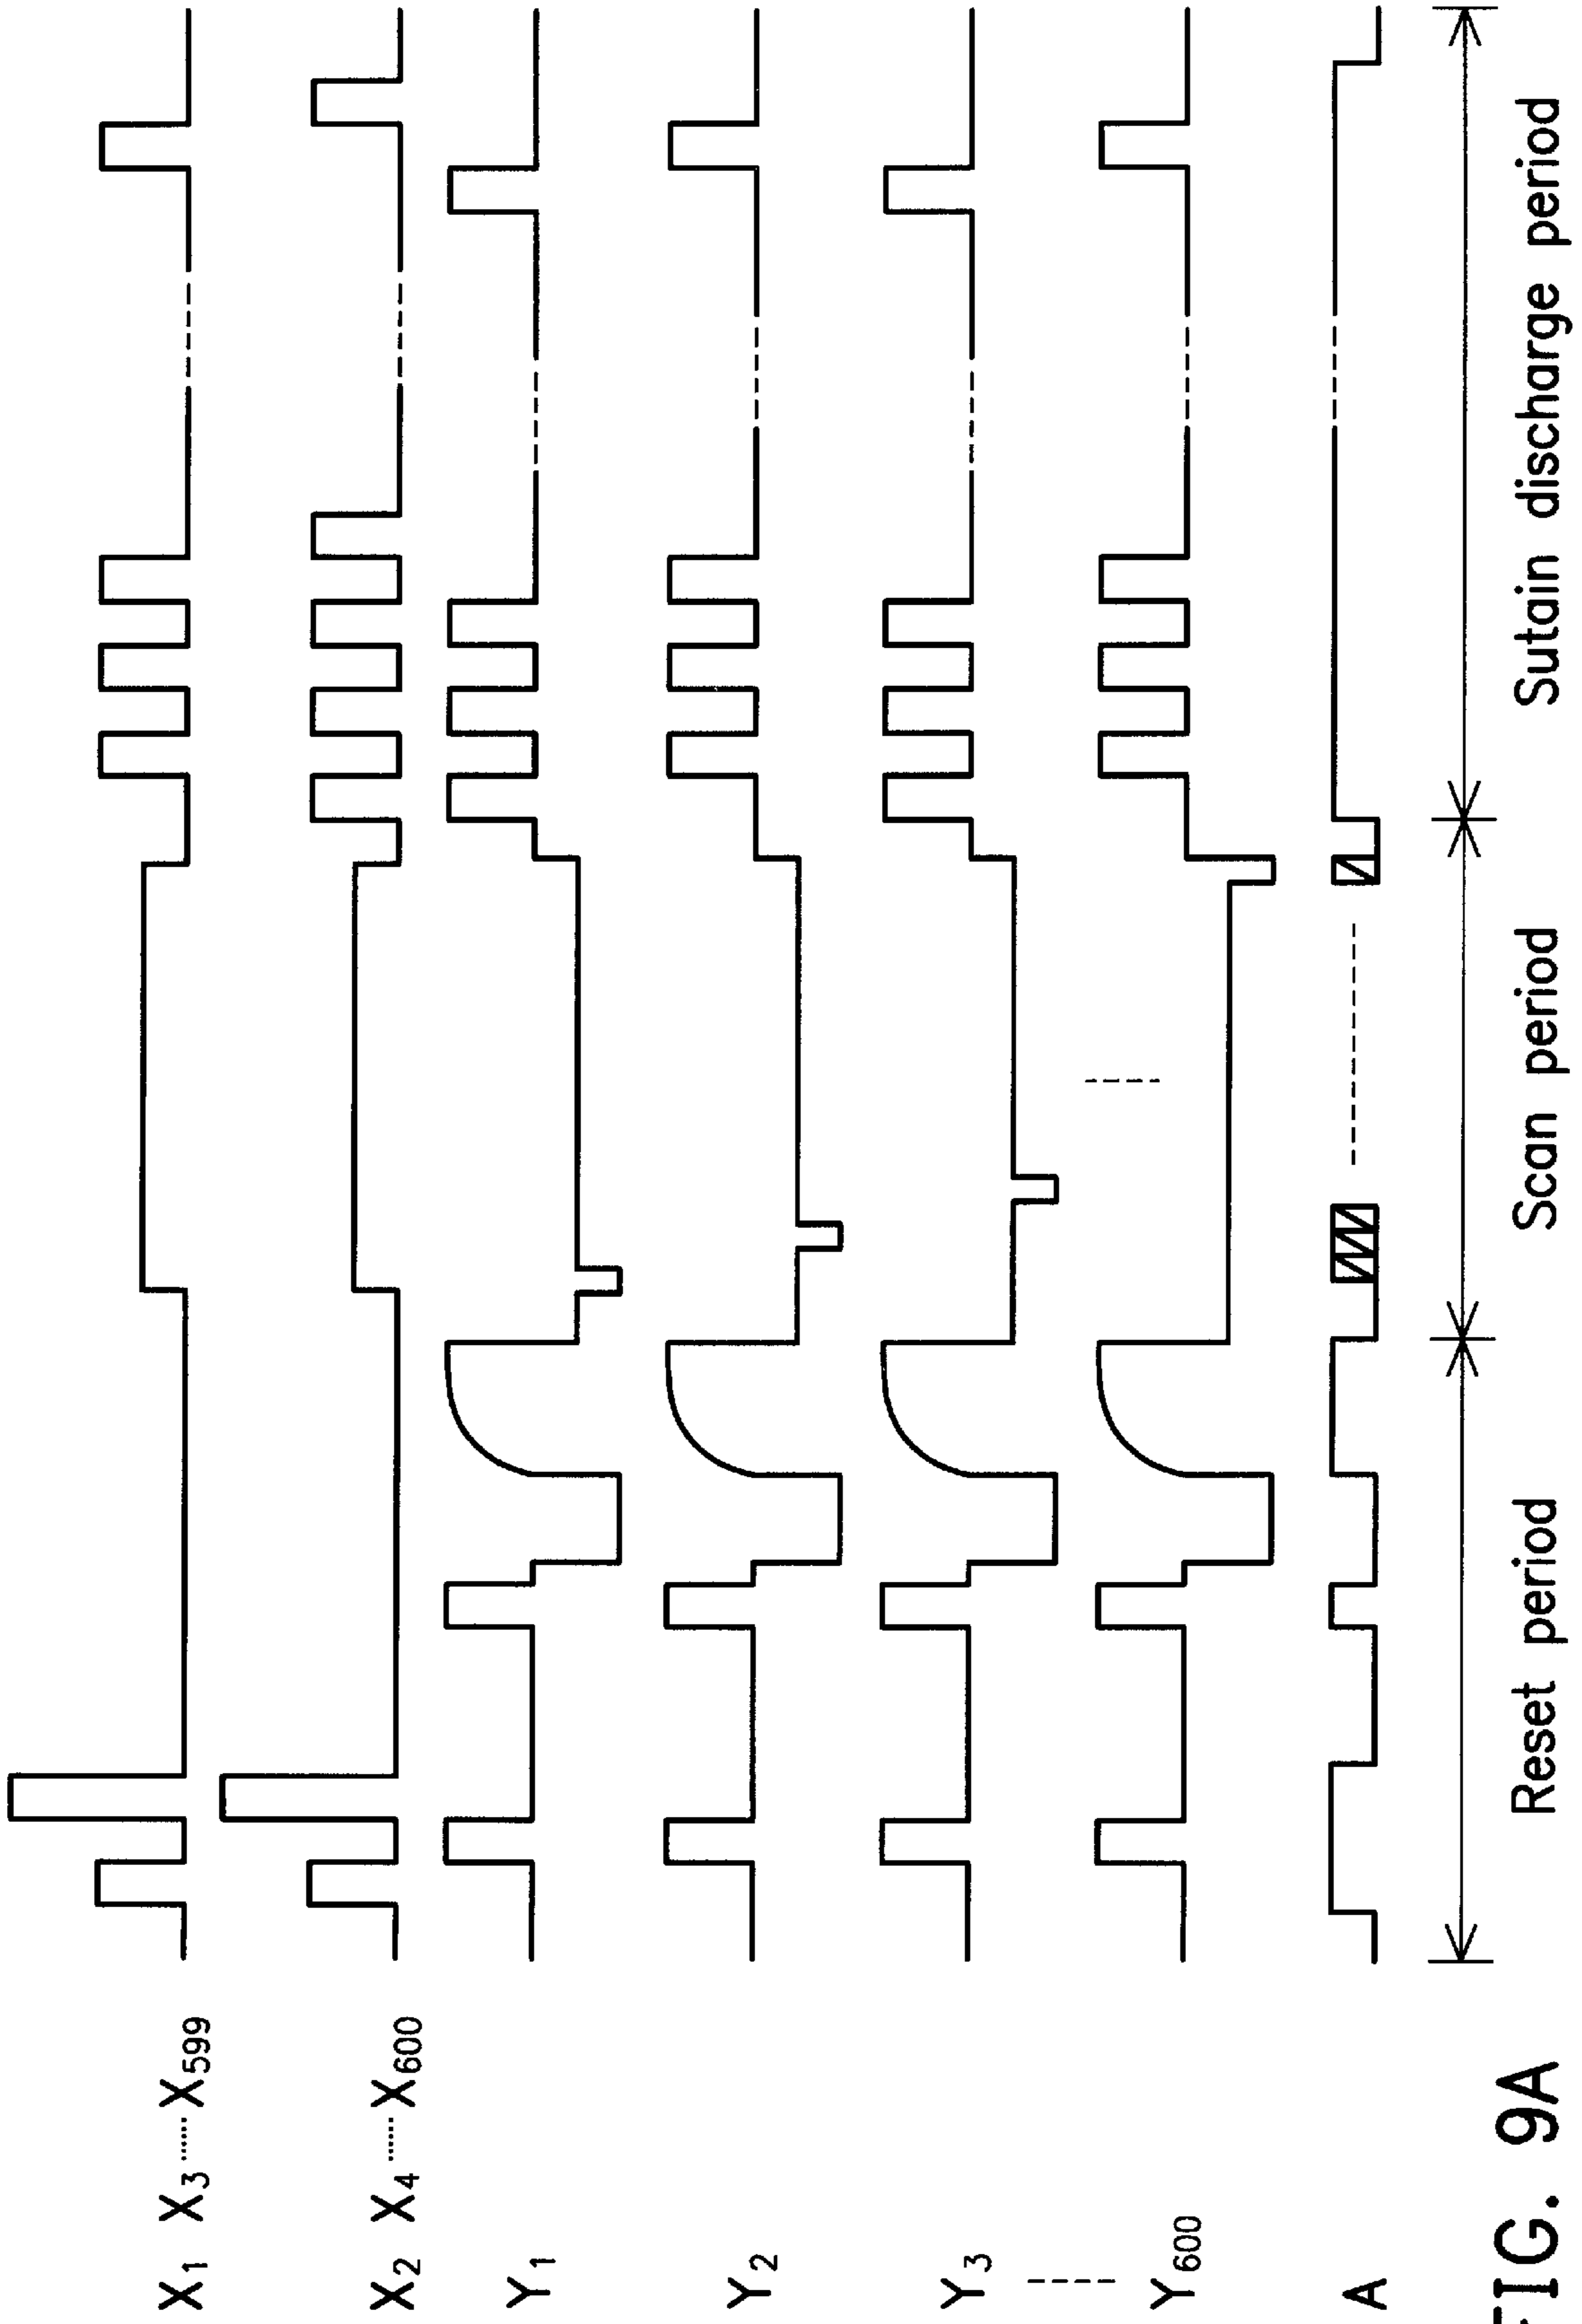 X1 X3 ...... X599
X2 X4 ...... X600
Y1
Y2
Y3
Y600
A
Reset period
Scan period
Sutain discharge period
FIG. 9A